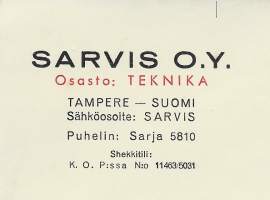 SARVIS O.Y.
Osasto: TEKNIKA
TAMPERE — SUOMI
Sähköosoite: SARVIS
Puhelin: Sarja 5810
Shekkitili:
K. O. P:ssa N:o 11463/5031